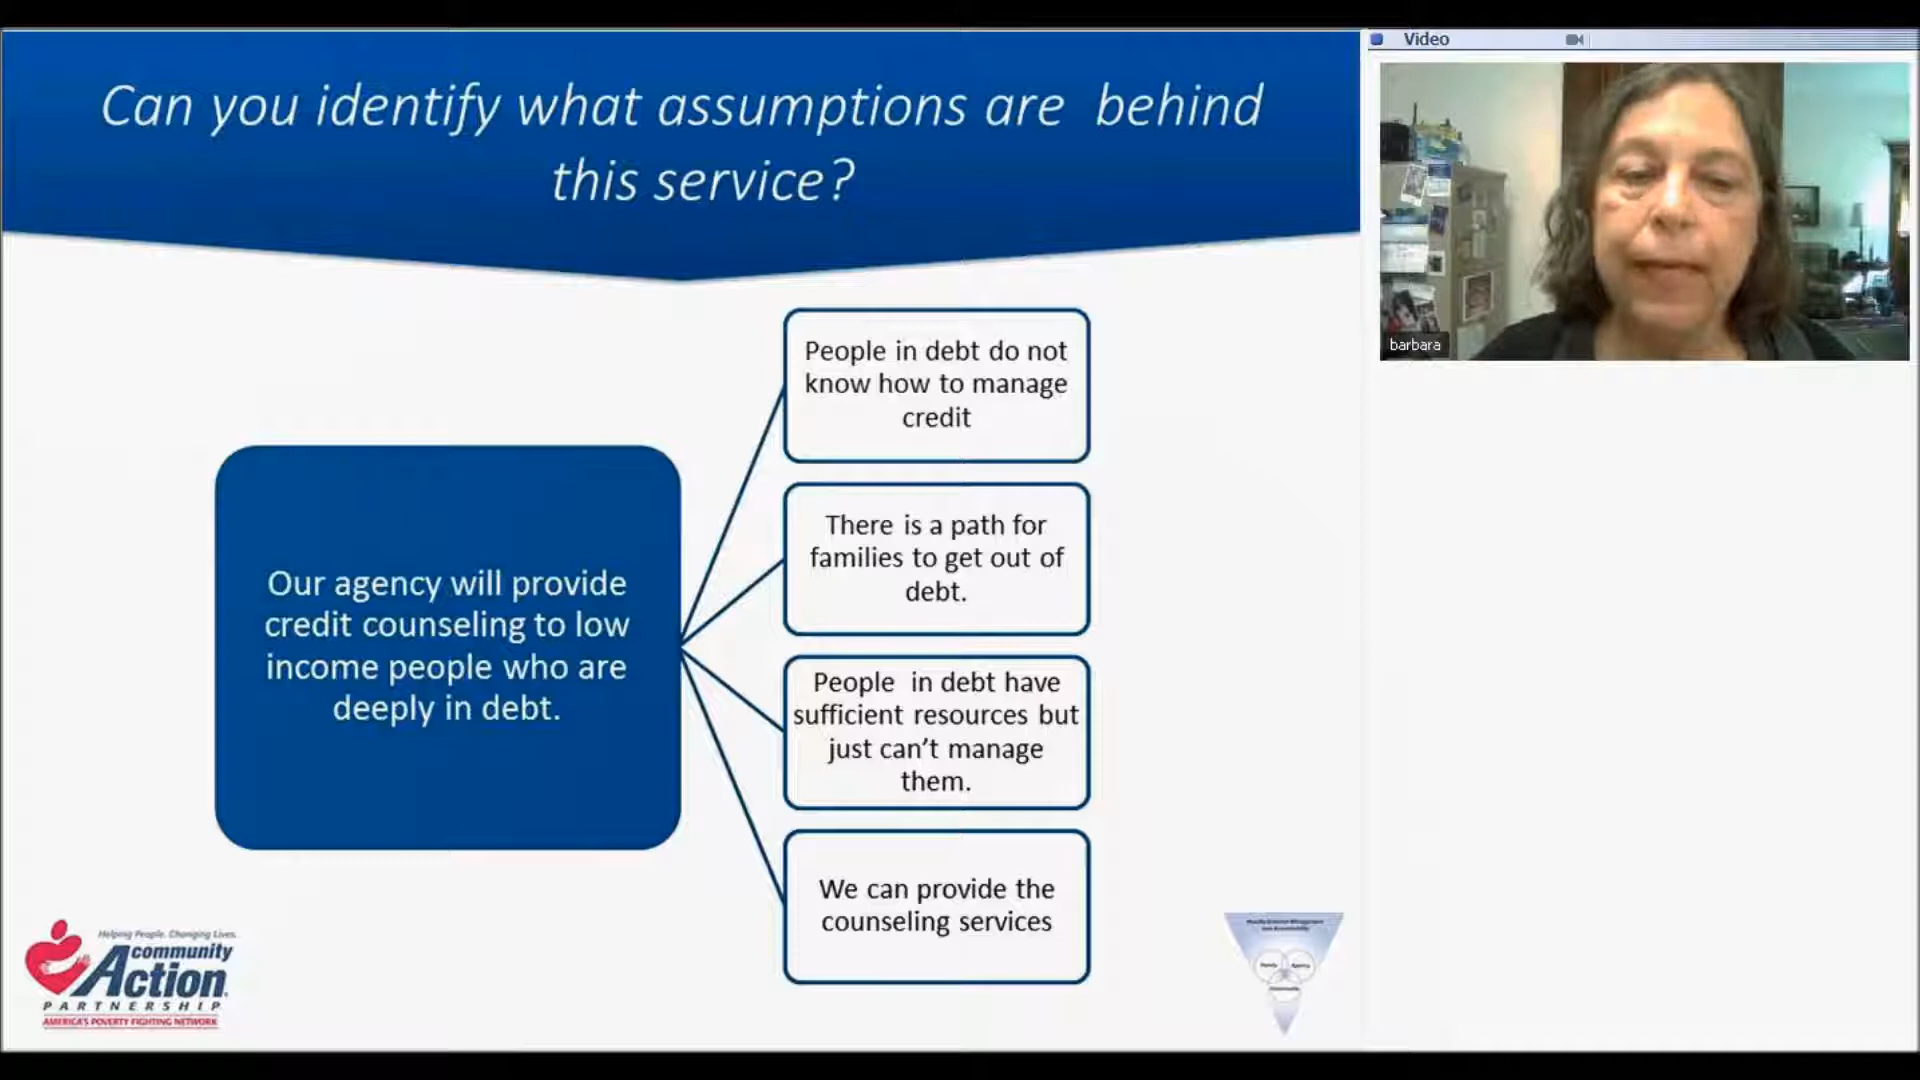 Can you identify what assumptions are behind
this service?
Our agency will provide
credit counseling to low
income people who are
deeply in debt.
People in debt do not
know how to manage
credit
There is a path for
families to get out of
debt.
People in debt have
sufficient resources but
just can't manage
them.
We can provide the
counseling services
Helping People. Changing Lives.
community
Action
PARTNERSHIP
AMERICA'S POVERTY FIGHTING NETWORK
Family
Agency
Community
Video
barbara